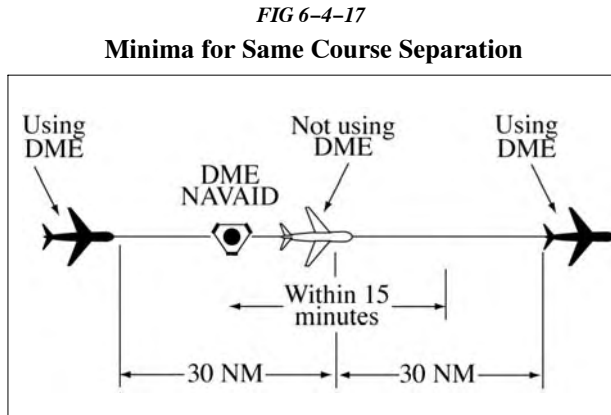 FIG 6–4–17
Minima for Same Course Separation
Using
DME
Not using
DME
Using
DME
DME
NAVAID
Within 15
minutes
30 NM
30 NM